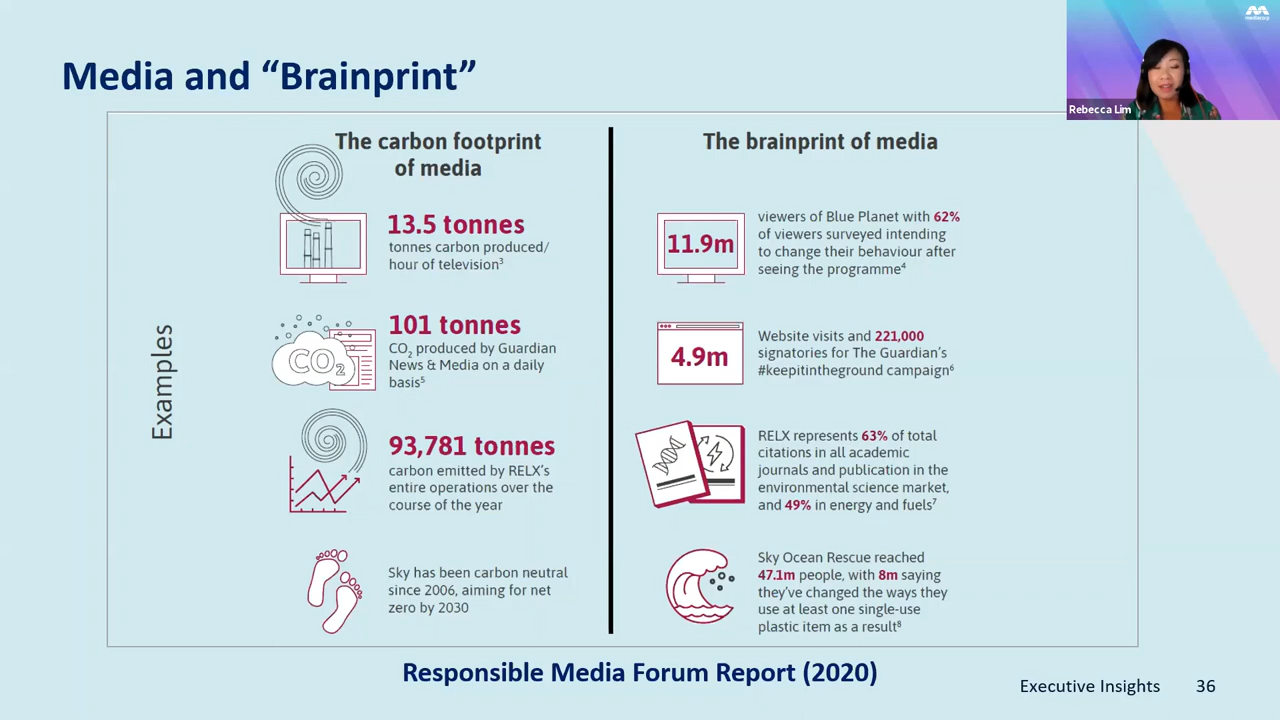 Media and “Brainprint”
mediacorp
Rebecca Lim
Examples
The carbon footprint
of media
13.5 tonnes
tonnes carbon produced/
hour of television³
CO₂
101 tonnes
CO₂ produced by Guardian
News & Media on a daily
basis⁵
93,781 tonnes
carbon emitted by RELX’s
entire operations over the
course of the year
Sky has been carbon neutral
since 2006, aiming for net
zero by 2030
The brainprint of media
11.9m
viewers of Blue Planet with 62%
of viewers surveyed intending
to change their behaviour after
seeing the programme⁴
4.9m
Website visits and 221,000
signatories for The Guardian’s
#keepitintheground campaign⁶
RELX represents 63% of total
citations in all academic
journals and publication in the
environmental science market,
and 49% in energy and fuels⁷
Sky Ocean Rescue reached
47.1m people, with 8m saying
they’ve changed the ways they
use at least one single-use
plastic item as a result⁸
Responsible Media Forum Report (2020)
Executive Insights 36